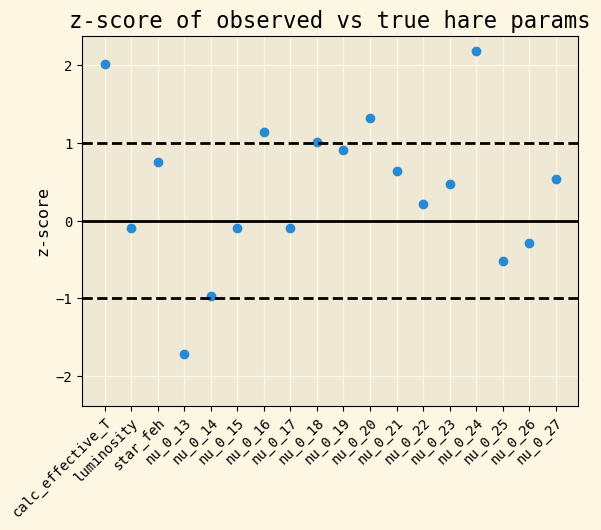 z-score of observed vs true hare params
z-score
2
1
0
−1
−2
calc_effective_T
luminosity
star_feh
nu_0_13
nu_0_14
nu_0_15
nu_0_16
nu_0_17
nu_0_18
nu_0_19
nu_0_20
nu_0_21
nu_0_22
nu_0_23
nu_0_24
nu_0_25
nu_0_26
nu_0_27